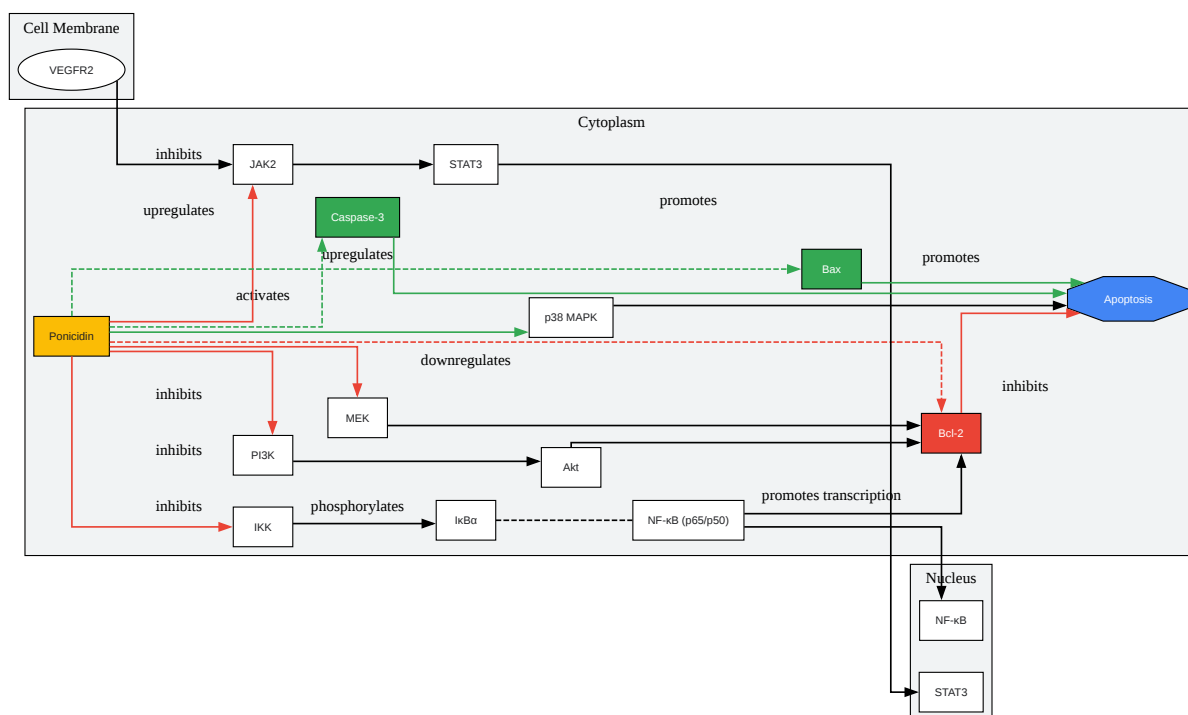 Cell Membrane
VEGFR2
Cytoplasm
inhibits
JAK2
STAT3
upregulates
promotes
Caspase-3
upregulates
promotes
Bax
activates
Apoptosis
p38 MAPK
Ponicidin
downregulates
inhibits
inhibits
MEK
Bcl-2
inhibits
PI3K
Akt
inhibits
phosphorylates
promotes transcription
IKK
IκBα
NF-κB (p65/p50)
Nucleus
NF-κB
STAT3